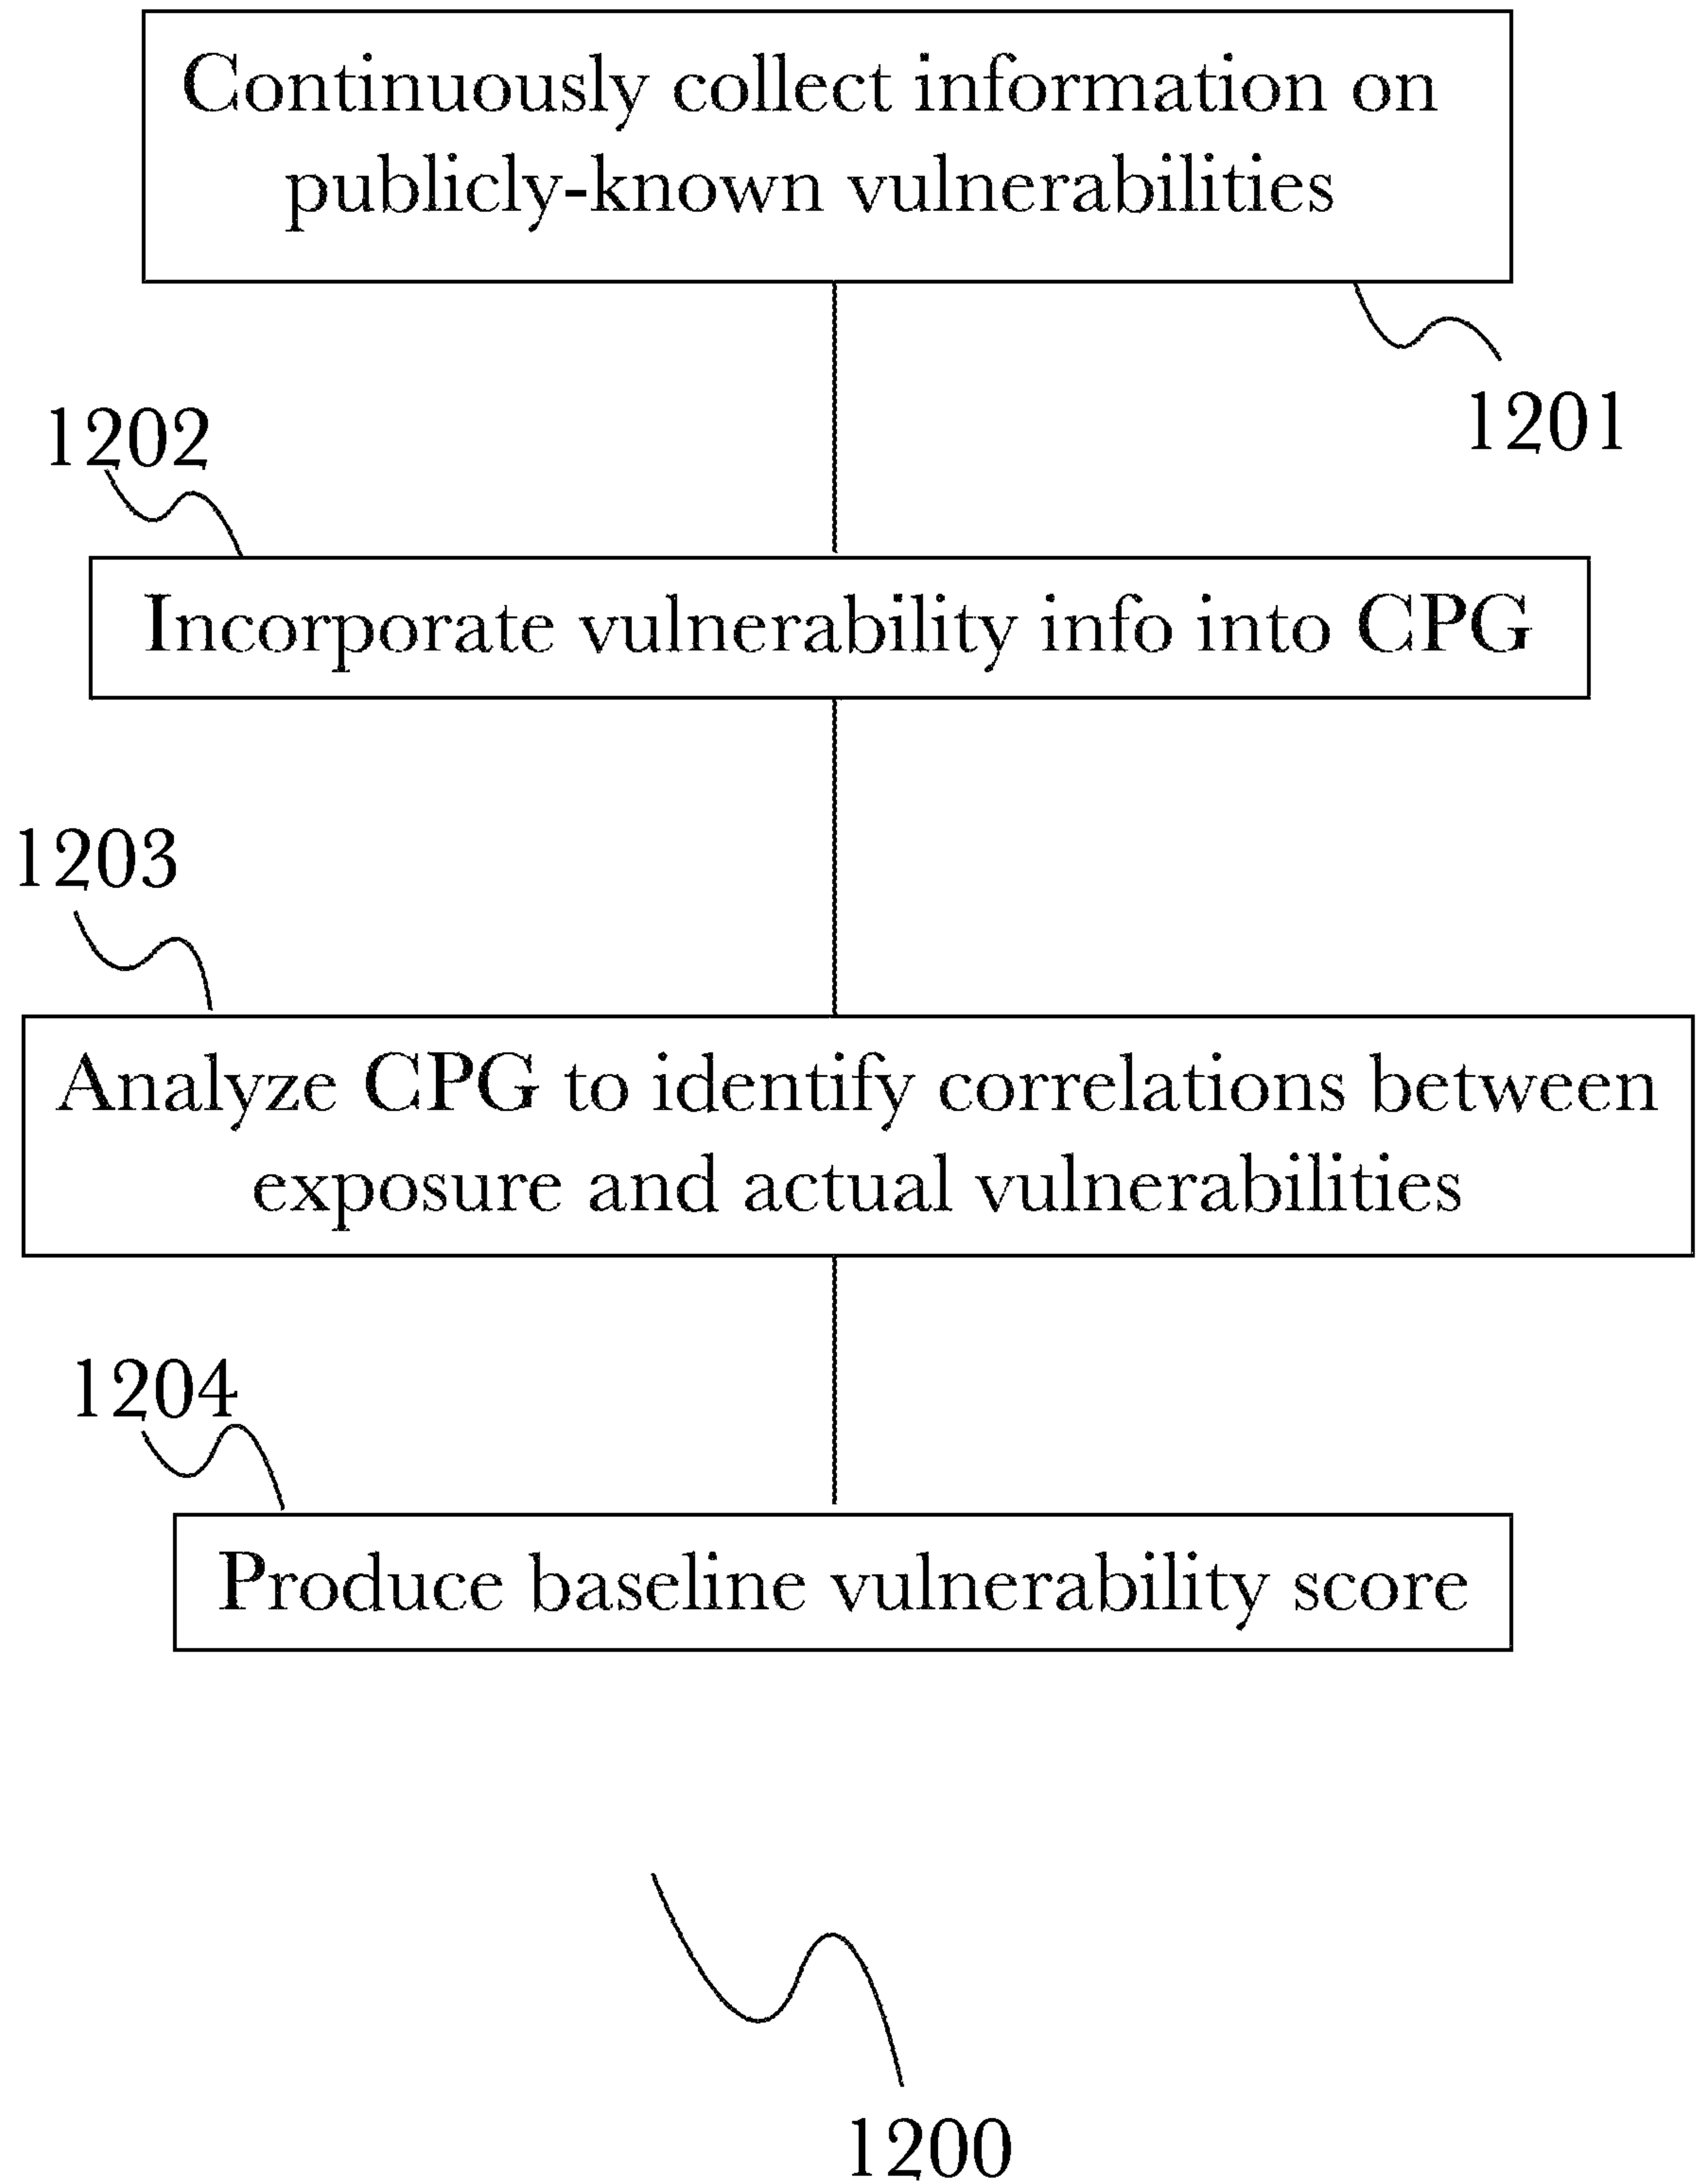 Continuously collect information on
publicly-known vulnerabilities
1201
1202
Incorporate vulnerability info into CPG
1203
Analyze CPG to identify correlations between
exposure and actual vulnerabilities
1204
Produce baseline vulnerability score
1200